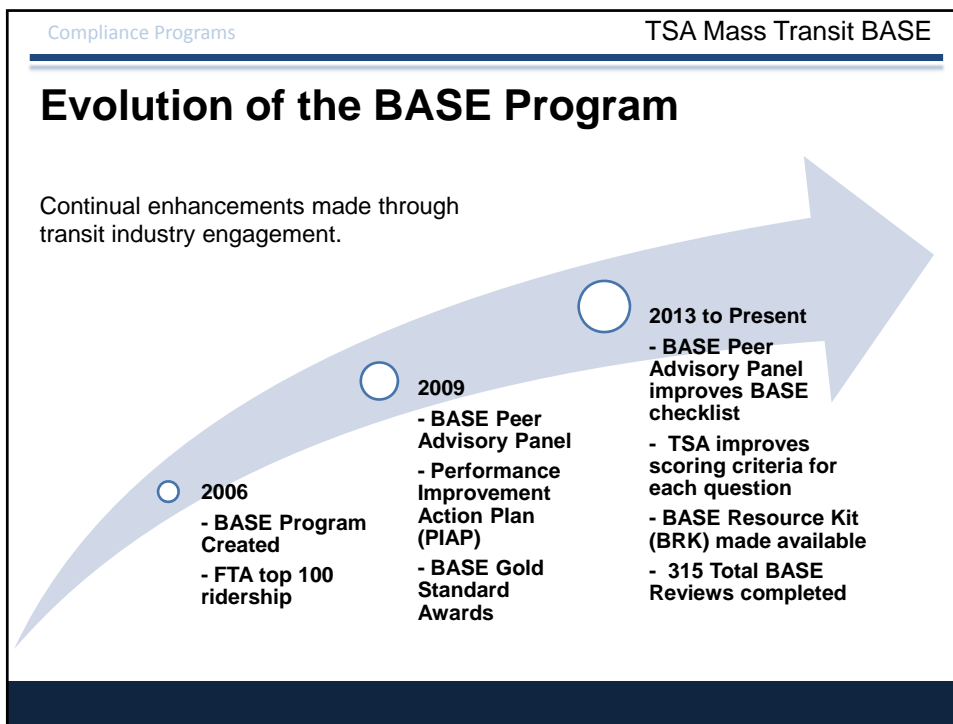 Compliance Programs
TSA Mass Transit BASE
Evolution of the BASE Program
Continual enhancements made through
transit industry engagement.
2006
- BASE Program
Created
- FTA top 100
ridership
2009
- BASE Peer
Advisory Panel
- Performance
Improvement
Action Plan
(PIAP)
- BASE Gold
Standard
Awards
2013 to Present
- BASE Peer
Advisory Panel
improves BASE
checklist
- TSA improves
scoring criteria for
each question
- BASE Resource Kit
(BRK) made available
- 315 Total BASE
Reviews completed